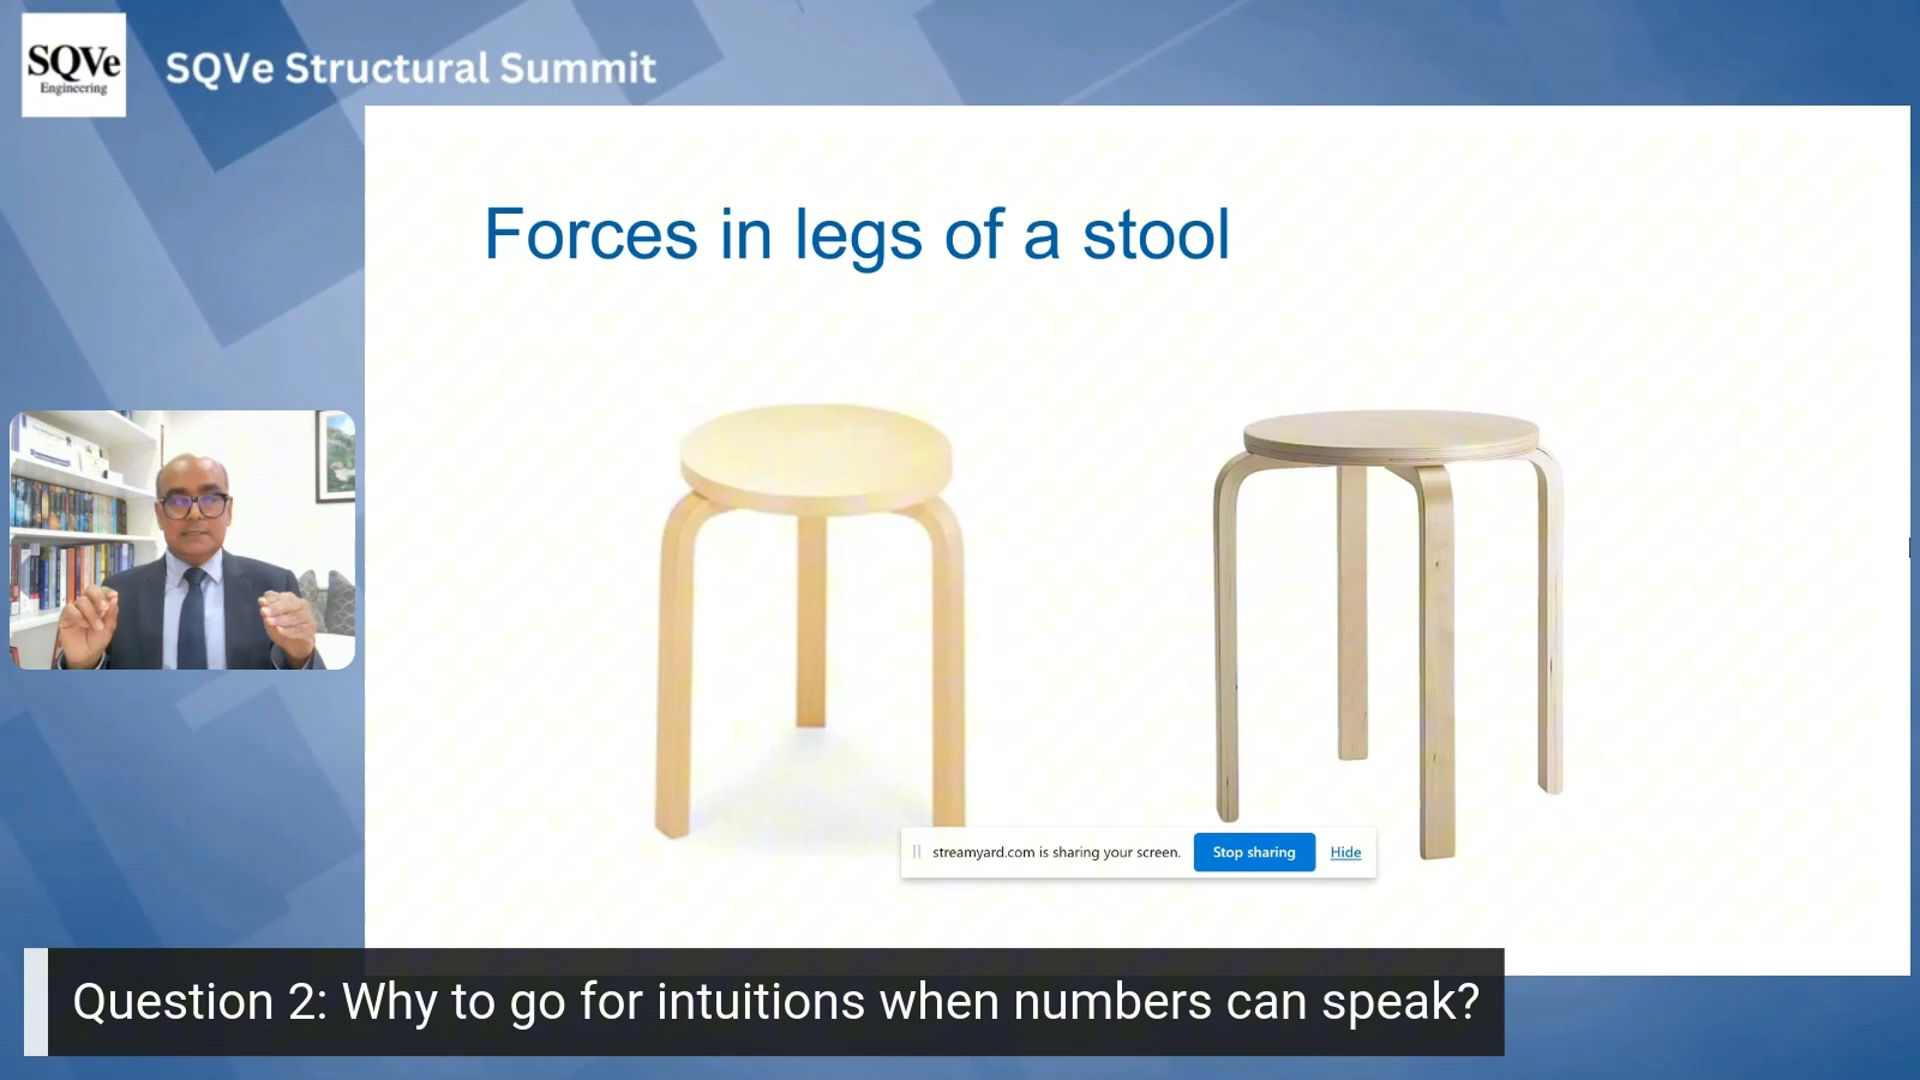 SQVe
Engineering
SQVe Structural Summit
Forces in legs of a stool
streamyard.com is sharing your screen.
Stop sharing
Hide
Question 2: Why to go for intuitions when numbers can speak?